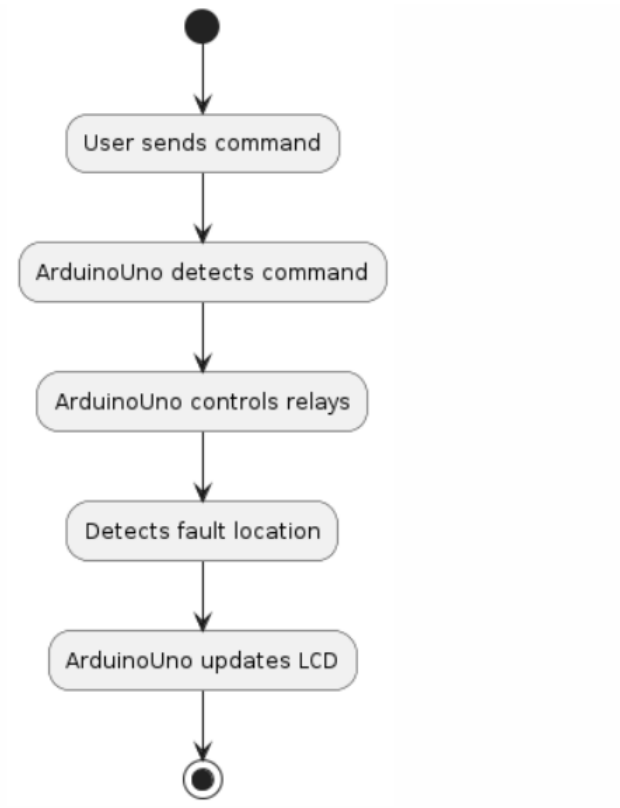 User sends command
ArduinoUno detects command
ArduinoUno controls relays
Detects fault location
ArduinoUno updates LCD